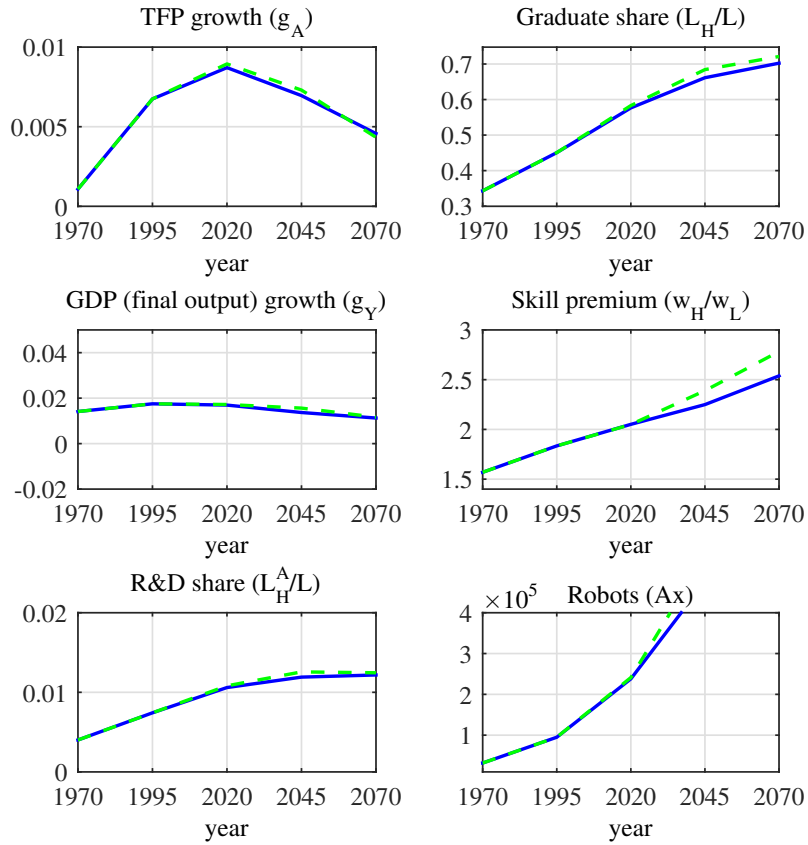 TFP growth (g_A)
0.01
0.005
0
1970 1995 2020 2045 2070
year
Graduate share (L_H/L)
0.7
0.6
0.5
0.4
0.3
1970 1995 2020 2045 2070
year
GDP (final output) growth (g_Y)
0.04
0.02
0
-0.02
1970 1995 2020 2045 2070
year
Skill premium (w_H/w_L)
3
2.5
2
1.5
1970 1995 2020 2045 2070
year
R&D share (L_H^A/L)
0.02
0.01
0
1970 1995 2020 2045 2070
year
×10^5
Robots (Ax)
4
3
2
1
1970 1995 2020 2045 2070
year